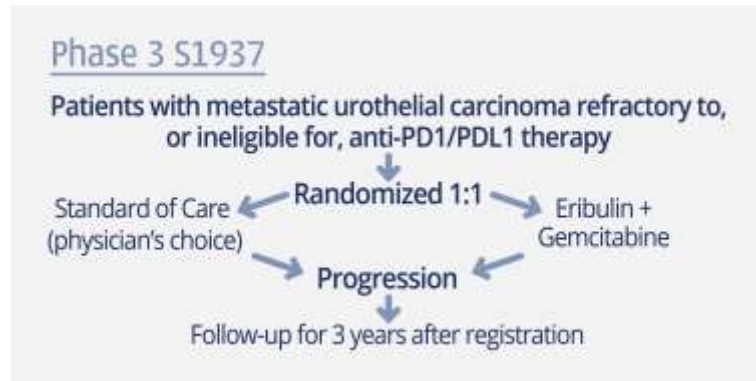 Phase 3 S1937
Patients with metastatic urothelial carcinoma refractory to,
or ineligible for, anti-PD1/PDL1 therapy
Randomized 1:1
Standard of Care
(physician's choice)
Eribulin +
Gemcitabine
Progression
Follow-up for 3 years after registration